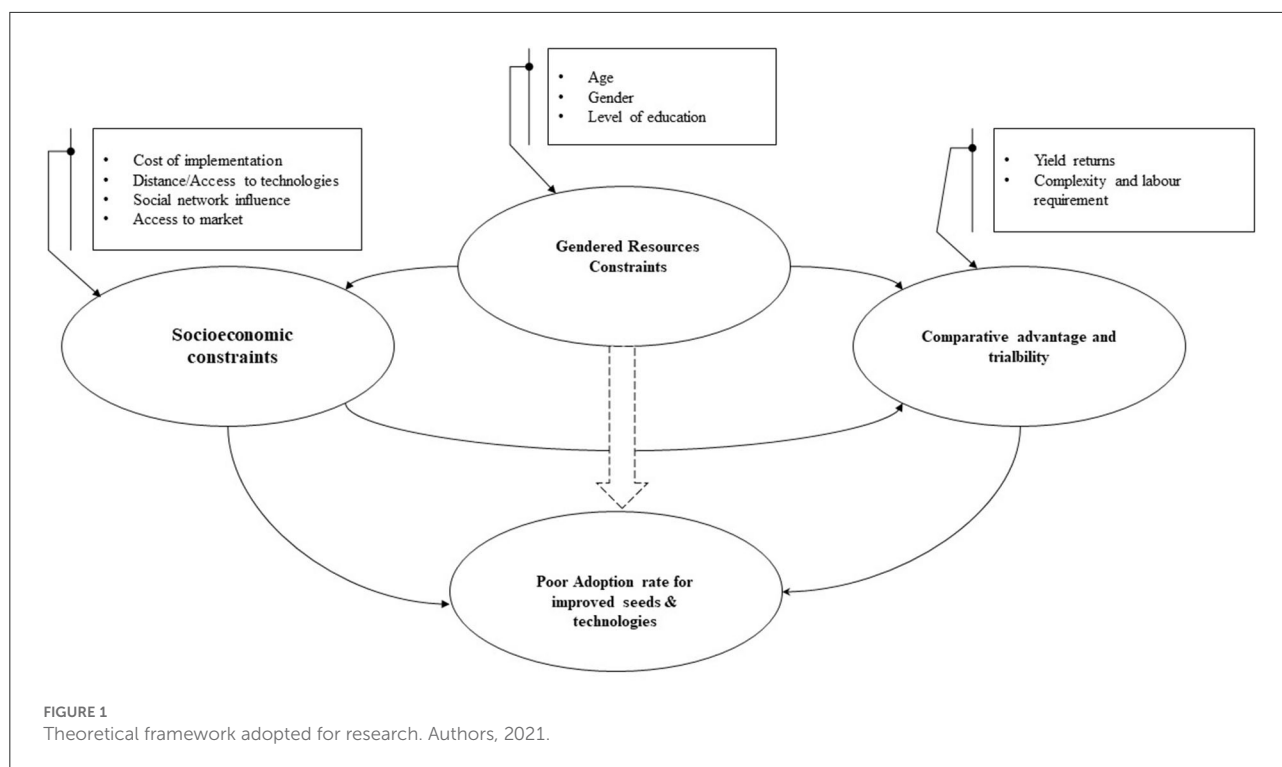 • Age
• Gender
• Level of education
• Cost of implementation
• Distance/Access to technologies
• Social network influence
• Access to market
• Yield returns
• Complexity and labour
requirement
Gendered Resources
Constraints
Socioeconomic
constraints
Comparative advantage and
trialbility
Poor Adoption rate for
improved seeds &
technologies
FIGURE 1
Theoretical framework adopted for research. Authors, 2021.